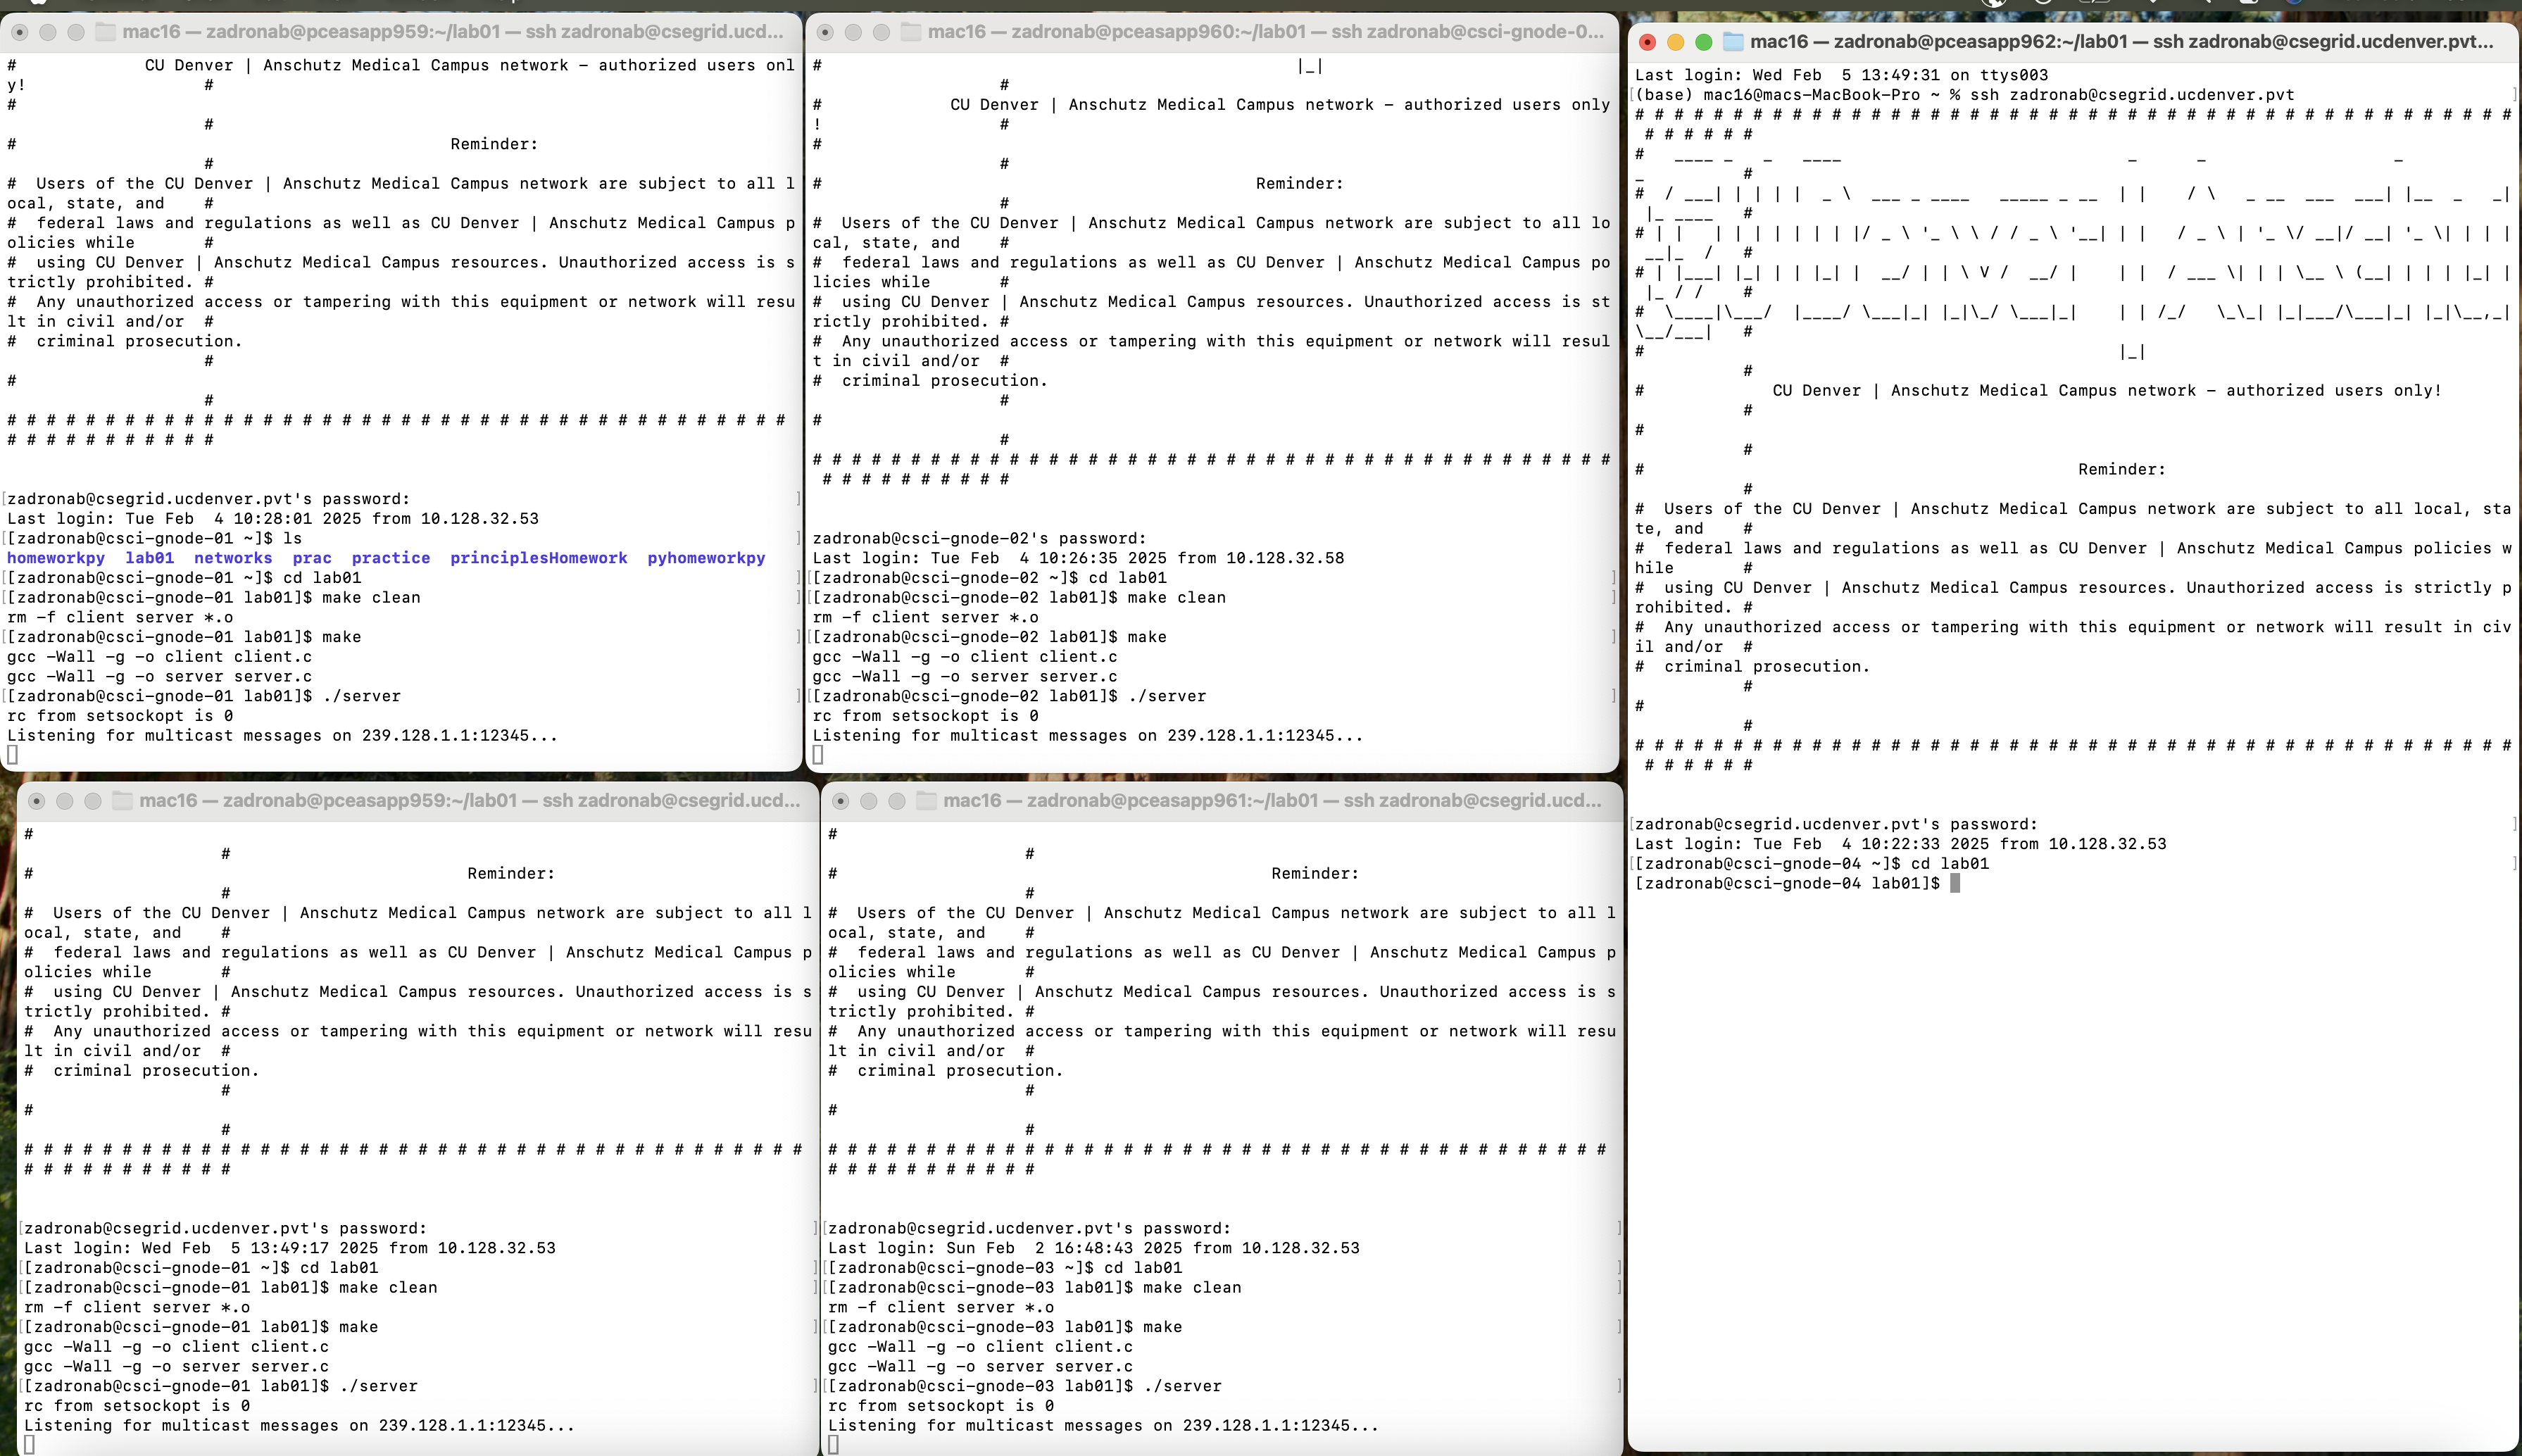 mac16 — zadronab@pceasapp959:~/lab01 — ssh zadronab@csegrid.ucd...
#             CU Denver | Anschutz Medical Campus network – authorized users onl
y!                  #
#
                    #
#                                            Reminder:
                    #
#  Users of the CU Denver | Anschutz Medical Campus network are subject to all l
ocal, state, and    #
#  federal laws and regulations as well as CU Denver | Anschutz Medical Campus p
olicies while       #
#  using CU Denver | Anschutz Medical Campus resources. Unauthorized access is s
trictly prohibited. #
#  Any unauthorized access or tampering with this equipment or network will resu
lt in civil and/or  #
#  criminal prosecution.
                    #
#
                    #
# # # # # # # # # # # # # # # # # # # # # # # # # # # # # # # # # # # # # # # #
# # # # # # # # # # #
[zadronab@csegrid.ucdenver.pvt's password:
Last login: Tue Feb  4 10:28:01 2025 from 10.128.32.53
[[zadronab@csci-gnode-01 ~]$ ls
homeworkpy  lab01  networks  prac  practice  principlesHomework  pyhomeworkpy
[[zadronab@csci-gnode-01 ~]$ cd lab01
[[zadronab@csci-gnode-01 lab01]$ make clean
rm -f client server *.o
[[zadronab@csci-gnode-01 lab01]$ make
gcc -Wall -g -o client client.c
gcc -Wall -g -o server server.c
[[zadronab@csci-gnode-01 lab01]$ ./server
rc from setsockopt is 0
Listening for multicast messages on 239.128.1.1:12345...
mac16 — zadronab@pceasapp960:~/lab01 — ssh zadronab@csci-gnode-0...
#                                                |_|
                   #
#             CU Denver | Anschutz Medical Campus network – authorized users only
!                  #
#
                   #
#                                            Reminder:
                   #
#  Users of the CU Denver | Anschutz Medical Campus network are subject to all lo
cal, state, and    #
#  federal laws and regulations as well as CU Denver | Anschutz Medical Campus po
licies while       #
#  using CU Denver | Anschutz Medical Campus resources. Unauthorized access is st
rictly prohibited. #
#  Any unauthorized access or tampering with this equipment or network will resul
t in civil and/or  #
#  criminal prosecution.
                   #
#
                   #
# # # # # # # # # # # # # # # # # # # # # # # # # # # # # # # # # # # # # # # # #
 # # # # # # # # # #
zadronab@csci-gnode-02's password:
Last login: Tue Feb  4 10:26:35 2025 from 10.128.32.58
[[zadronab@csci-gnode-02 ~]$ cd lab01
[[zadronab@csci-gnode-02 lab01]$ make clean
rm -f client server *.o
[[zadronab@csci-gnode-02 lab01]$ make
gcc -Wall -g -o client client.c
gcc -Wall -g -o server server.c
[[zadronab@csci-gnode-02 lab01]$ ./server
rc from setsockopt is 0
Listening for multicast messages on 239.128.1.1:12345...
mac16 — zadronab@pceasapp962:~/lab01 — ssh zadronab@csegrid.ucdenver.pvt...
Last login: Wed Feb  5 13:49:31 on ttys003
[(base) mac16@macs-MacBook-Pro ~ % ssh zadronab@csegrid.ucdenver.pvt
# # # # # # # # # # # # # # # # # # # # # # # # # # # # # # # # # # # # # # # # # # # # #
 # # # # # #
#   ____ _   _   ____                             _      _                   _
_          #
#  / ___| | | | |  _ \  ___ _ ____   _____ _ __  | |    / \   _ __  ___  ___| |__  _   _|
 |_ ____   #
# | |   | | | | | | | |/ _ \ '_ \ \ / / _ \ '__| | |   / _ \ | '_ \/ __|/ __| '_ \| | | |
 __|_  /   #
# | |___| |_| | | |_| |  __/ | | \ V /  __/ |    | |  / ___ \| | | \__ \ (__| | | | |_| |
 |_ / /    #
#  \____|\___/  |____/ \___|_| |_|\_/ \___|_|    | | /_/   \_\_| |_|___/\___|_| |_|\__,_|
\__/___|   #
#                                                |_|
           #
#             CU Denver | Anschutz Medical Campus network – authorized users only!
           #
#
           #
#                                            Reminder:
           #
#  Users of the CU Denver | Anschutz Medical Campus network are subject to all local, sta
te, and    #
#  federal laws and regulations as well as CU Denver | Anschutz Medical Campus policies w
hile       #
#  using CU Denver | Anschutz Medical Campus resources. Unauthorized access is strictly p
rohibited. #
#  Any unauthorized access or tampering with this equipment or network will result in civ
il and/or  #
#  criminal prosecution.
           #
#
           #
# # # # # # # # # # # # # # # # # # # # # # # # # # # # # # # # # # # # # # # # # # # # #
 # # # # # #
[zadronab@csegrid.ucdenver.pvt's password:
Last login: Tue Feb  4 10:22:33 2025 from 10.128.32.53
[[zadronab@csci-gnode-04 ~]$ cd lab01
[zadronab@csci-gnode-04 lab01]$
mac16 — zadronab@pceasapp959:~/lab01 — ssh zadronab@csegrid.ucd...
#
                    #
#                                            Reminder:
                    #
#  Users of the CU Denver | Anschutz Medical Campus network are subject to all l
ocal, state, and    #
#  federal laws and regulations as well as CU Denver | Anschutz Medical Campus p
olicies while       #
#  using CU Denver | Anschutz Medical Campus resources. Unauthorized access is s
trictly prohibited. #
#  Any unauthorized access or tampering with this equipment or network will resu
lt in civil and/or  #
#  criminal prosecution.
                    #
#
                    #
# # # # # # # # # # # # # # # # # # # # # # # # # # # # # # # # # # # # # # # #
# # # # # # # # # # #
[zadronab@csegrid.ucdenver.pvt's password:
Last login: Wed Feb  5 13:49:17 2025 from 10.128.32.53
[[zadronab@csci-gnode-01 ~]$ cd lab01
[[zadronab@csci-gnode-01 lab01]$ make clean
rm -f client server *.o
[[zadronab@csci-gnode-01 lab01]$ make
gcc -Wall -g -o client client.c
gcc -Wall -g -o server server.c
[[zadronab@csci-gnode-01 lab01]$ ./server
rc from setsockopt is 0
Listening for multicast messages on 239.128.1.1:12345...
mac16 — zadronab@pceasapp961:~/lab01 — ssh zadronab@csegrid.ucd...
#
                    #
#                                            Reminder:
                    #
#  Users of the CU Denver | Anschutz Medical Campus network are subject to all l
ocal, state, and    #
#  federal laws and regulations as well as CU Denver | Anschutz Medical Campus p
olicies while       #
#  using CU Denver | Anschutz Medical Campus resources. Unauthorized access is s
trictly prohibited. #
#  Any unauthorized access or tampering with this equipment or network will resu
lt in civil and/or  #
#  criminal prosecution.
                    #
#
                    #
# # # # # # # # # # # # # # # # # # # # # # # # # # # # # # # # # # # # # # # #
# # # # # # # # # # #
[zadronab@csegrid.ucdenver.pvt's password:
Last login: Sun Feb  2 16:48:43 2025 from 10.128.32.53
[[zadronab@csci-gnode-03 ~]$ cd lab01
[[zadronab@csci-gnode-03 lab01]$ make clean
rm -f client server *.o
[[zadronab@csci-gnode-03 lab01]$ make
gcc -Wall -g -o client client.c
gcc -Wall -g -o server server.c
[[zadronab@csci-gnode-03 lab01]$ ./server
rc from setsockopt is 0
Listening for multicast messages on 239.128.1.1:12345...